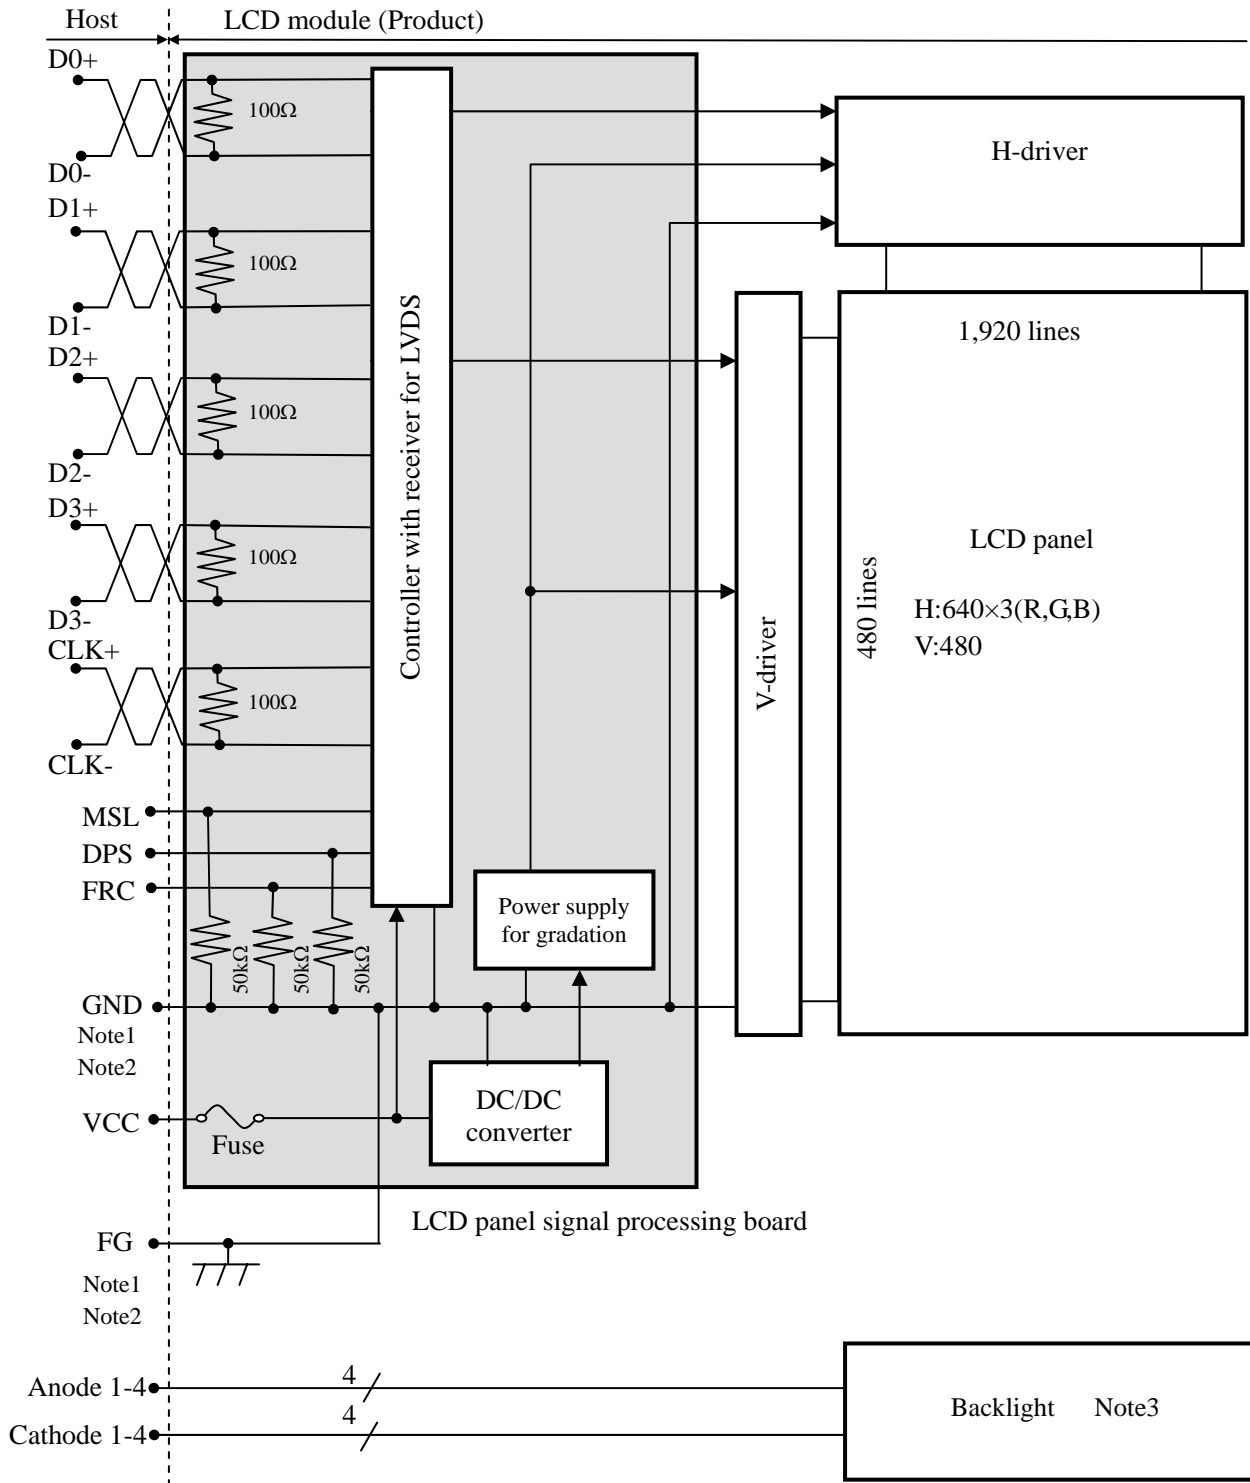 Host
LCD module (Product)
D0+
100Ω
D0-
D1+
100Ω
D1-
D2+
100Ω
D2-
D3+
100Ω
D3-
CLK+
100Ω
CLK-
MSL
DPS
FRC
50kΩ
50kΩ
50kΩ
GND
Note1
Note2
VCC
Fuse
FG
Note1
Note2
Controller with receiver for LVDS
Power supply
for gradation
DC/DC
converter
LCD panel signal processing board
H-driver
V-driver
1,920 lines
480 lines
LCD panel
H:640×3(R,G,B)
V:480
Anode 1-4
4
Cathode 1-4
4
Backlight Note3